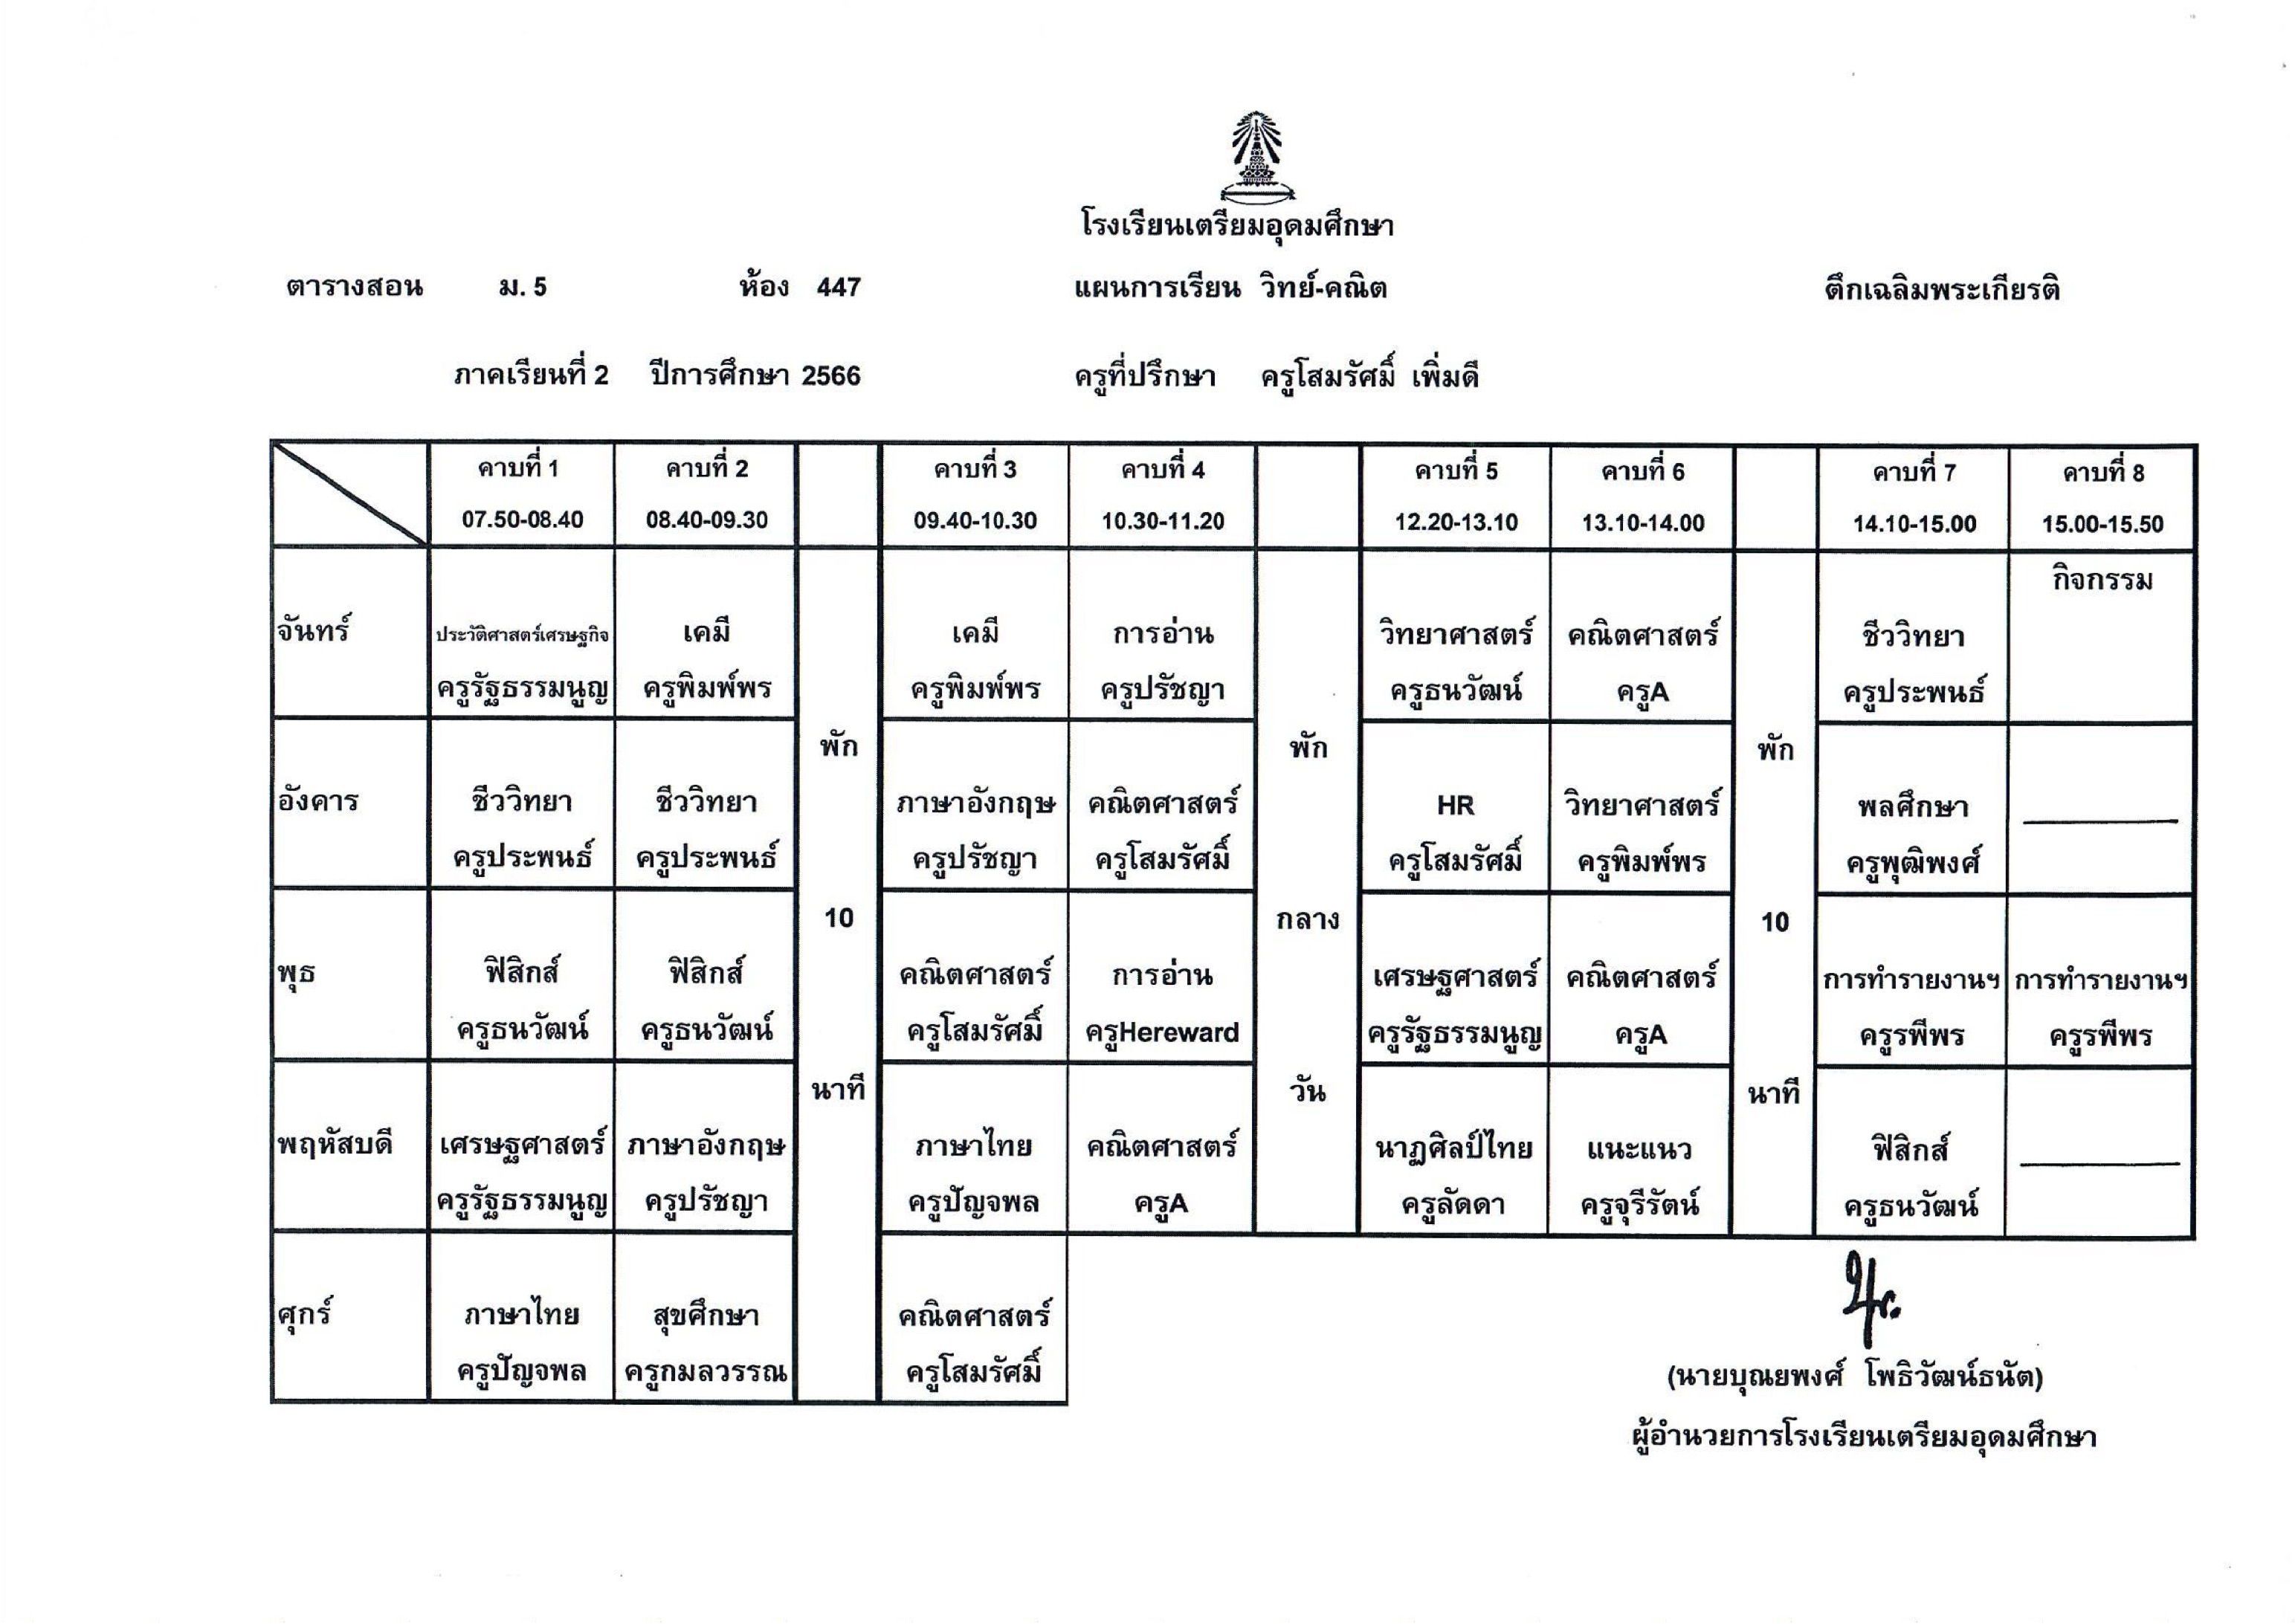 โรงเรียนเตรียมอุดมศึกษา
ตารางสอน ม. 5 ห้อง 447 แผนการเรียน วิทย์-คณิต ตึกเฉลิมพระเกียรติ
ภาคเรียนที่ 2 ปีการศึกษา 2566 ครูที่ปรึกษา ครูโสมรัศมิ์ เพิ่มดี
คาบที่ 1 คาบที่ 2 คาบที่ 3 คาบที่ 4 คาบที่ 5 คาบที่ 6 คาบที่ 7 คาบที่ 8
07.50-08.40 08.40-09.30 09.40-10.30 10.30-11.20 12.20-13.10 13.10-14.00 14.10-15.00 15.00-15.50
กิจกรรม
จันทร์ ประวัติศาสตร์เศรษฐกิจ เคมี เคมี การอ่าน วิทยาศาสตร์ คณิตศาสตร์ ชีววิทยา
ครูรัฐธรรมนูญ ครูพิมพ์พร ครูพิมพ์พร ครูปรัชญา ครูธนวัฒน์ ครูA ครูประพนธ์
พัก พัก พัก
อังคาร ชีววิทยา ชีววิทยา ภาษาอังกฤษ คณิตศาสตร์ HR วิทยาศาสตร์ พลศึกษา
ครูประพนธ์ ครูประพนธ์ ครูปรัชญา ครูโสมรัศมิ์ ครูโสมรัศมิ์ ครูพิมพ์พร ครูพุฒิพงศ์
10 กลาง 10
พุธ ฟิสิกส์ ฟิสิกส์ คณิตศาสตร์ การอ่าน เศรษฐศาสตร์ คณิตศาสตร์ การทำรายงานฯ การทำรายงานฯ
ครูธนวัฒน์ ครูธนวัฒน์ ครูโสมรัศมิ์ ครูHereward ครูรัฐธรรมนูญ ครูA ครูรพีพร ครูรพีพร
นาที วัน นาที
พฤหัสบดี เศรษฐศาสตร์ ภาษาอังกฤษ ภาษาไทย คณิตศาสตร์ นาฏศิลป์ไทย แนะแนว ฟิสิกส์
ครูรัฐธรรมนูญ ครูปรัชญา ครูปัญจพล ครูA ครูลัดดา ครูจุรีรัตน์ ครูธนวัฒน์
ศุกร์ ภาษาไทย สุขศึกษา คณิตศาสตร์
ครูปัญจพล ครูกมลวรรณ ครูโสมรัศมิ์
(นายบุณยพงศ์ โพธิวัฒน์ธนัต)
ผู้อำนวยการโรงเรียนเตรียมอุดมศึกษา